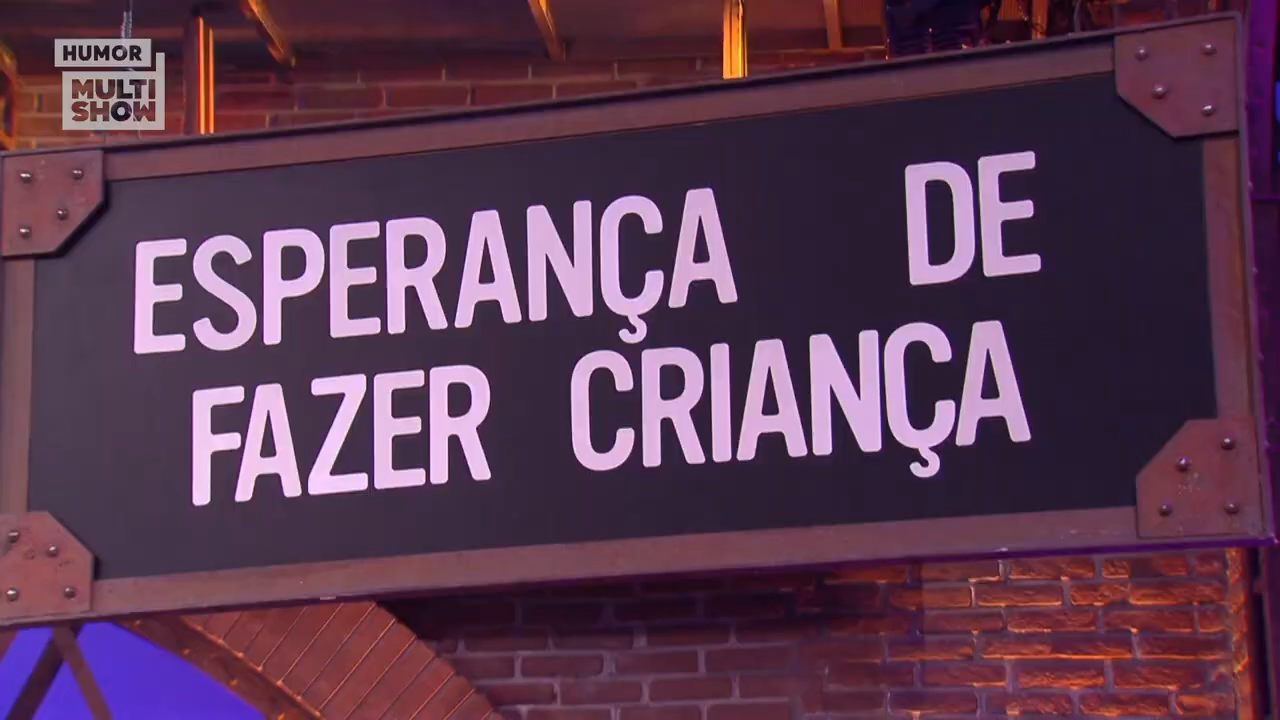 HUMOR
MULTI
SHOW
ESPERANÇA DE
FAZER CRIANÇA